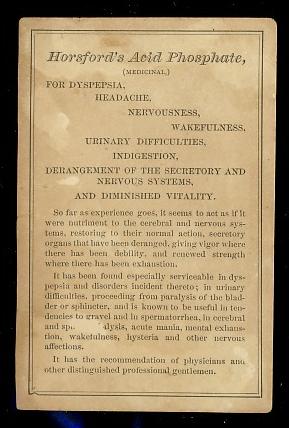 Horsford's Acid Phosphate,
(MEDICINAL.)
FOR DYSPEPSIA,
HEADACHE,
NERVOUSNESS,
WAKEFULNESS,
URINARY DIFFICULTIES,
INDIGESTION,
DERANGEMENT OF THE SECRETORY AND
NERVOUS SYSTEMS,
AND DIMINISHED VITALITY.
So far as experience goes, it seems to act as if it
were nutriment to the cerebral and nervous sys-
tems, restoring to their normal action, secretory
organs that have been deranged, giving vigor where
there has been debility, and renewed strength
where there has been exhaustion.
It has been found especially serviceable in dys-
pepsia and disorders incident thereto; in urinary
difficulties, proceeding from paralysis of the blad-
der or sphincter, and is known to be useful in ten-
dencies to gravel and in spermatorrhea, in cerebral
and acute mania, mental exhaus-
tion, wakefulness, hysteria and other nervous
affections.
It has the recommendation of physicians and
other distinguished professional gentlemen.